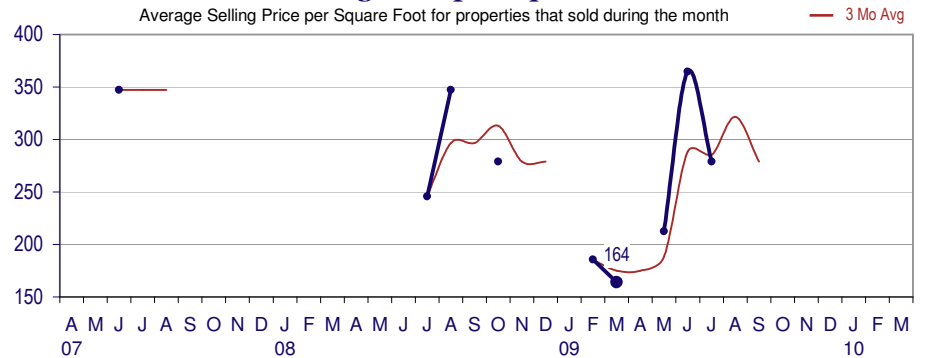 Average Selling Price per Square Foot for properties that sold during the month
3 Mo Avg
400
350
300
250
200
150
164
A M J J A S O N D J F M A M J J A S O N D J F M A M J J A S O N D J F M
07 08 09 10